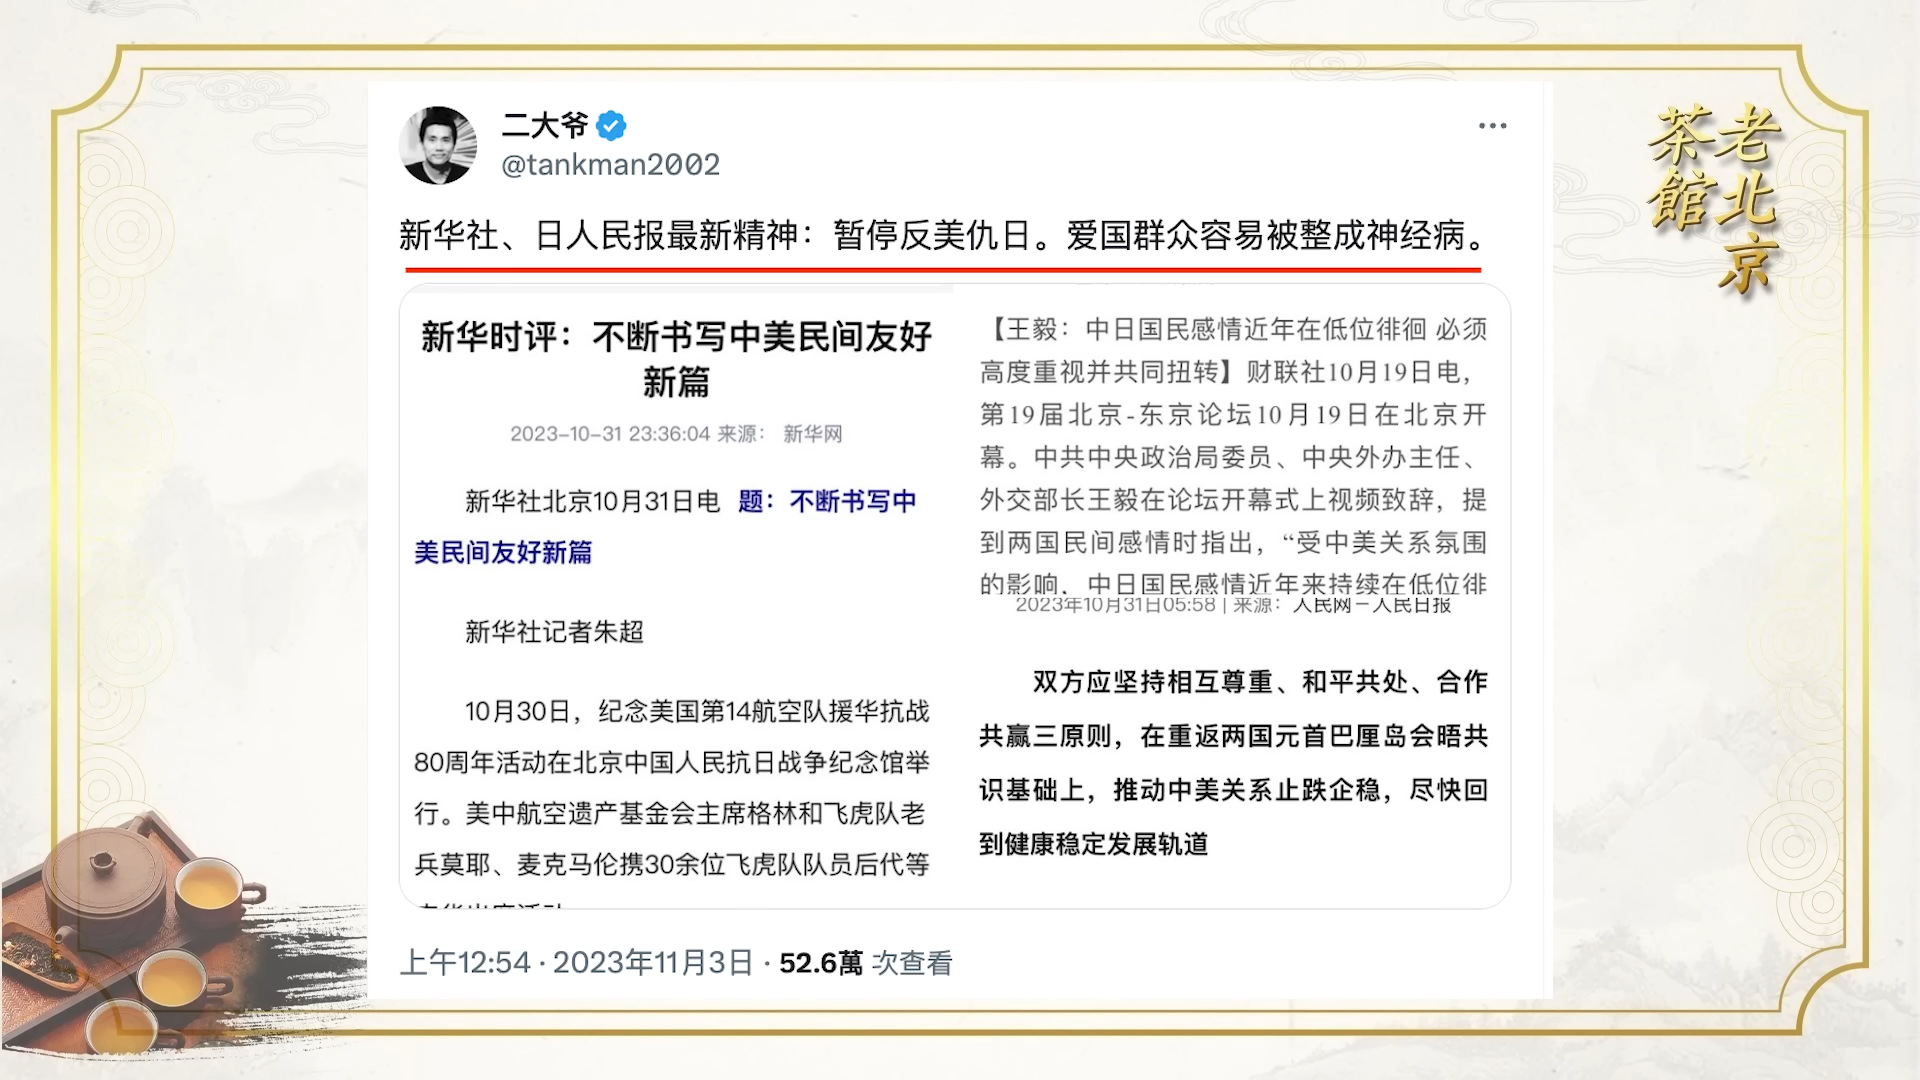 老北京
茶館
二大爷
@tankman2002
新华社、日人民报最新精神：暂停反美仇日。爱国群众容易被整成神经病。
新华时评：不断书写中美民间友好
新篇
2023-10-31 23:36:04 来源： 新华网
新华社北京10月31日电 题：不断书写中
美民间友好新篇
新华社记者朱超
10月30日，纪念美国第14航空队援华抗战
80周年活动在北京中国人民抗日战争纪念馆举
行。美中航空遗产基金会主席格林和飞虎队老
兵莫耶、麦克马伦携30余位飞虎队队员后代等
【王毅：中日国民感情近年在低位徘徊 必须
高度重视并共同扭转】财联社10月19日电，
第19届北京-东京论坛10月19日在北京开
幕。中共中央政治局委员、中央外办主任、
外交部长王毅在论坛开幕式上视频致辞，提
到两国民间感情时指出，“受中美关系氛围
的影响，中日国民感情近年来持续在低位徘
2023年10月31日05:58 | 来源：人民网－人民日报
双方应坚持相互尊重、和平共处、合作
共赢三原则，在重返两国元首巴厘岛会晤共
识基础上，推动中美关系止跌企稳，尽快回
到健康稳定发展轨道
上午12:54 · 2023年11月3日 · 52.6萬 次查看